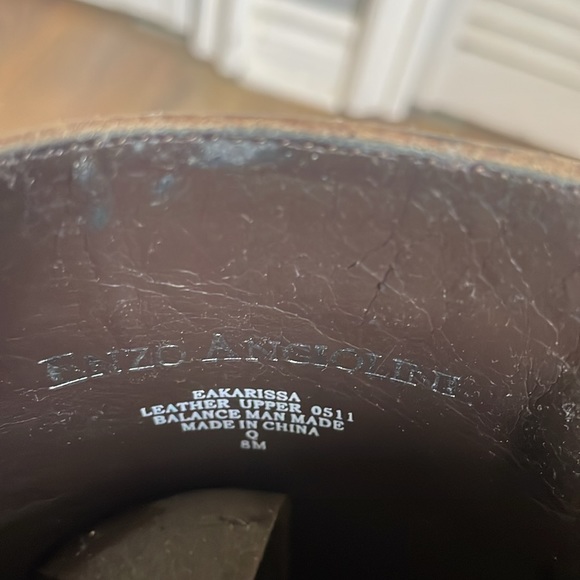 ENZO ANGIOLINI
EAKARISSA
LEATHER UPPER 0511
BALANCE MAN MADE
MADE IN CHINA
Q
8M